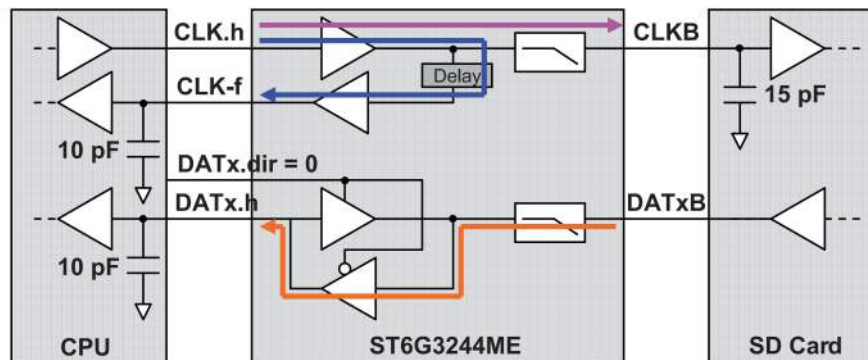 CLK.h
CLKB
Delay
CLK-f
15 pF
10 pF
DATx.dir = 0
DATx.h
DATxB
10 pF
CPU
ST6G3244ME
SD Card